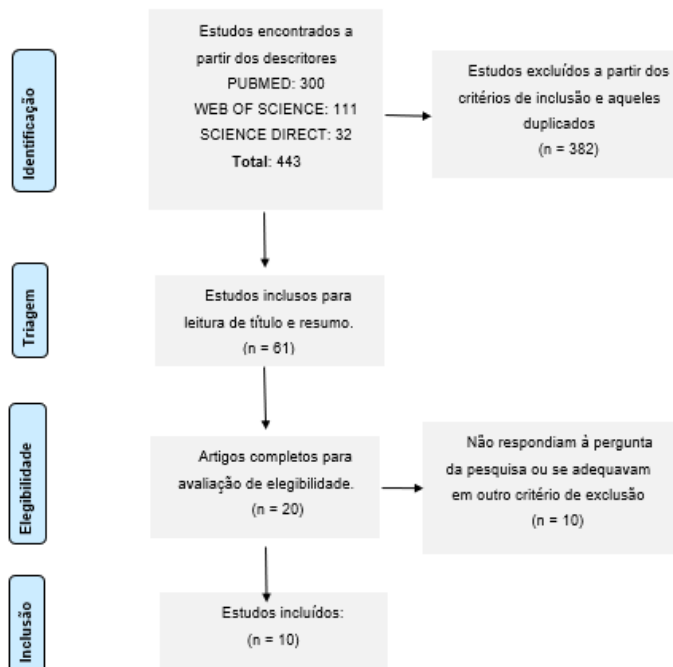 Identificação
Estudos encontrados a
partir dos descritores
PUBMED: 300
WEB OF SCIENCE: 111
SCIENCE DIRECT: 32
Total: 443
Estudos excluídos a partir dos
critérios de inclusão e aqueles
duplicados
(n = 382)
Triagem
Estudos inclusos para
leitura de título e resumo.
(n = 61)
Elegibilidade
Artigos completos para
avaliação de elegibilidade.
(n = 20)
Não respondiam à pergunta
da pesquisa ou se adequavam
em outro critério de exclusão
(n = 10)
Inclusão
Estudos incluídos:
(n = 10)